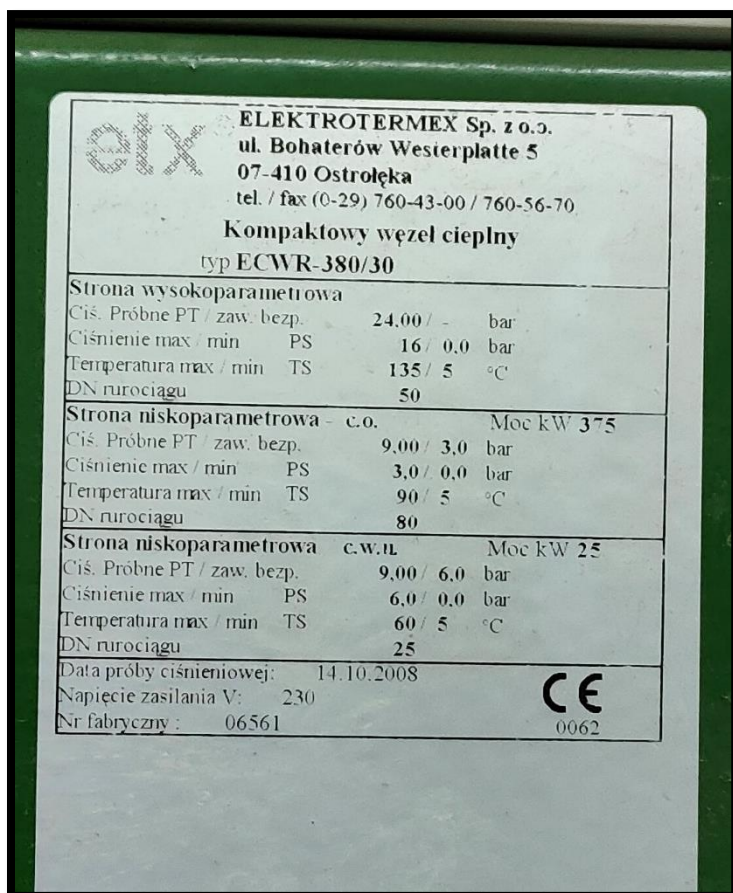 etx
ELEKTROTERMEX Sp. z o.o.
ul. Bohaterów Westerplatte 5
07-410 Ostrołęka
tel. / fax (0-29) 760-43-00 / 760-56-70
Kompaktowy węzeł cieplny
typ ECWR-380/30
Strona wysokoparametrowa
Ciś. Próbne PT / zaw. bezp. 24,00 / - bar
Ciśnienie max / min PS 16 / 0,0 bar
Temperatura max / min TS 135 / 5 °C
DN rurociągu 50
Strona niskoparametrowa - c.o. Moc kW 375
Ciś. Próbne PT / zaw. bezp. 9,00 / 3,0 bar
Ciśnienie max / min PS 3,0 / 0,0 bar
Temperatura max / min TS 90 / 5 °C
DN rurociągu 80
Strona niskoparametrowa c.w.u. Moc kW 25
Ciś. Próbne PT / zaw. bezp. 9,00 / 6,0 bar
Ciśnienie max / min PS 6,0 / 0,0 bar
Temperatura max / min TS 60 / 5 °C
DN rurociągu 25
Data próby ciśnieniowej: 14.10.2008
Napięcie zasilania V: 230
CE
Nr fabryczny : 06561
0062